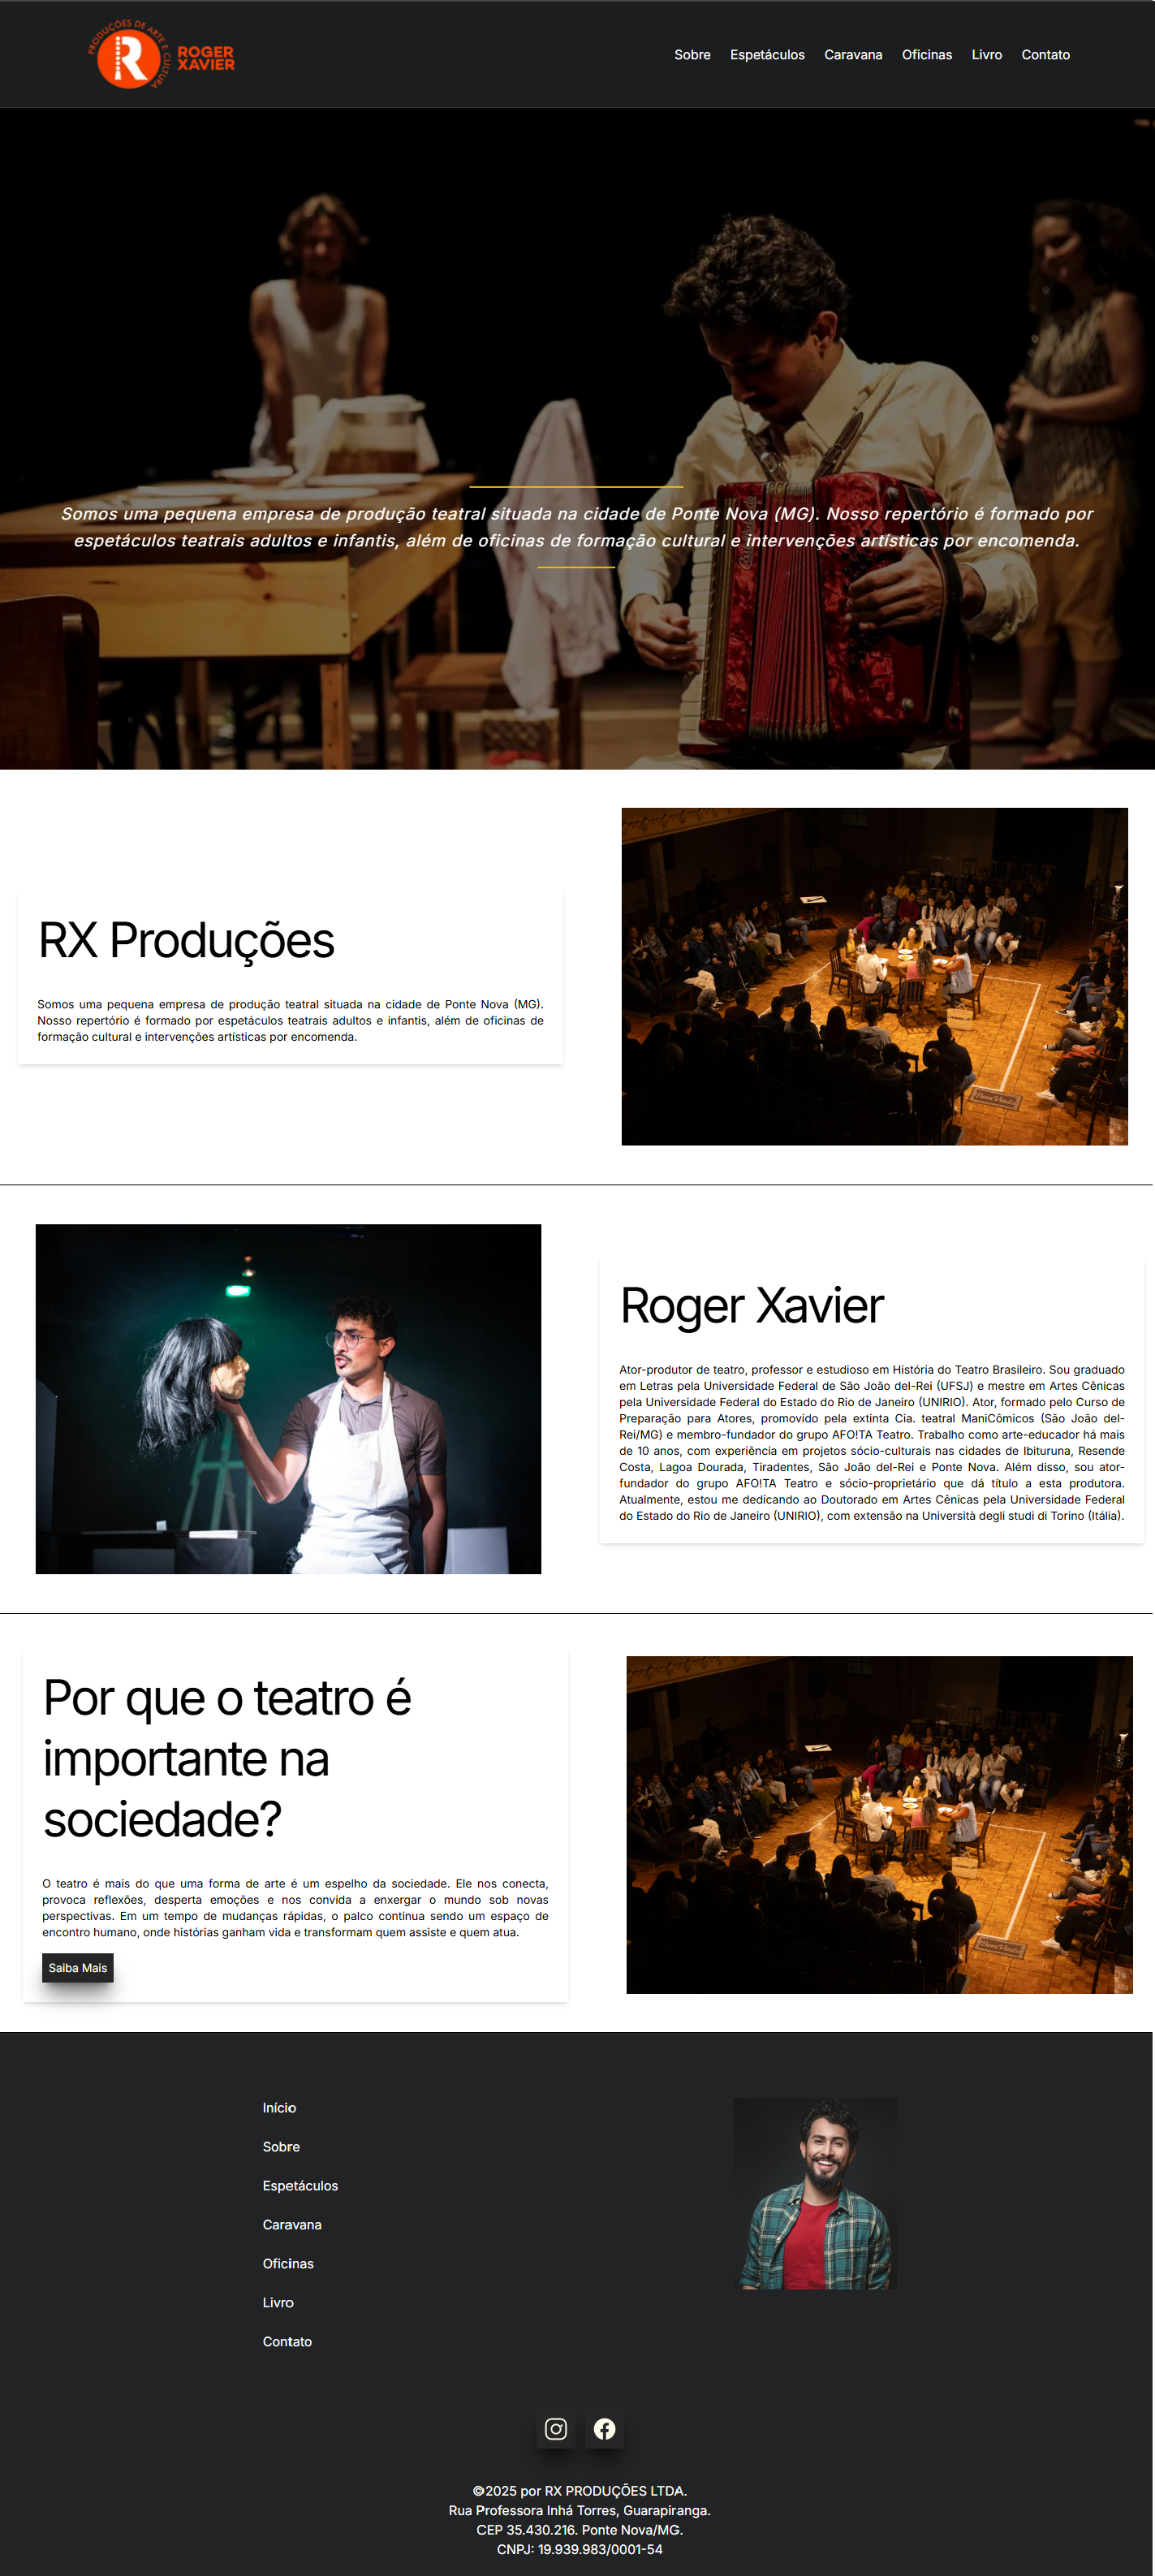 PRODUÇÕES DE ARTE E CULTURA
R
ROGER
XAVIER
Sobre Espetáculos Caravana Oficinas Livro Contato
Somos uma pequena empresa de produção teatral situada na cidade de Ponte Nova (MG). Nosso repertório é formado por
espetáculos teatrais adultos e infantis, além de oficinas de formação cultural e intervenções artísticas por encomenda.
RX Produções
Somos uma pequena empresa de produção teatral situada na cidade de Ponte Nova (MG).
Nosso repertório é formado por espetáculos teatrais adultos e infantis, além de oficinas de
formação cultural e intervenções artísticas por encomenda.
Roger Xavier
Ator-produtor de teatro, professor e estudioso em História do Teatro Brasileiro. Sou graduado
em Letras pela Universidade Federal de São João del-Rei (UFSJ) e mestre em Artes Cênicas
pela Universidade Federal do Estado do Rio de Janeiro (UNIRIO). Ator, formado pelo Curso de
Preparação para Atores, promovido pela extinta Cia. teatral ManiCômicos (São João del-
Rei/MG) e membro-fundador do grupo AFO!TA Teatro. Trabalho como arte-educador há mais
de 10 anos, com experiência em projetos sócio-culturais nas cidades de Ibituruna, Resende
Costa, Lagoa Dourada, Tiradentes, São João del-Rei e Ponte Nova. Além disso, sou ator-
fundador do grupo AFO!TA Teatro e sócio-proprietário que dá título a esta produtora.
Atualmente, estou me dedicando ao Doutorado em Artes Cênicas pela Universidade Federal
do Estado do Rio de Janeiro (UNIRIO), com extensão na Università degli studi di Torino (Itália).
Por que o teatro é
importante na
sociedade?
O teatro é mais do que uma forma de arte é um espelho da sociedade. Ele nos conecta,
provoca reflexões, desperta emoções e nos convida a enxergar o mundo sob novas
perspectivas. Em um tempo de mudanças rápidas, o palco continua sendo um espaço de
encontro humano, onde histórias ganham vida e transformam quem assiste e quem atua.
Saiba Mais
Início
Sobre
Espetáculos
Caravana
Oficinas
Livro
Contato
©2025 por RX PRODUÇÕES LTDA.
Rua Professora Inhá Torres, Guarapiranga.
CEP 35.430.216. Ponte Nova/MG.
CNPJ: 19.939.983/0001-54